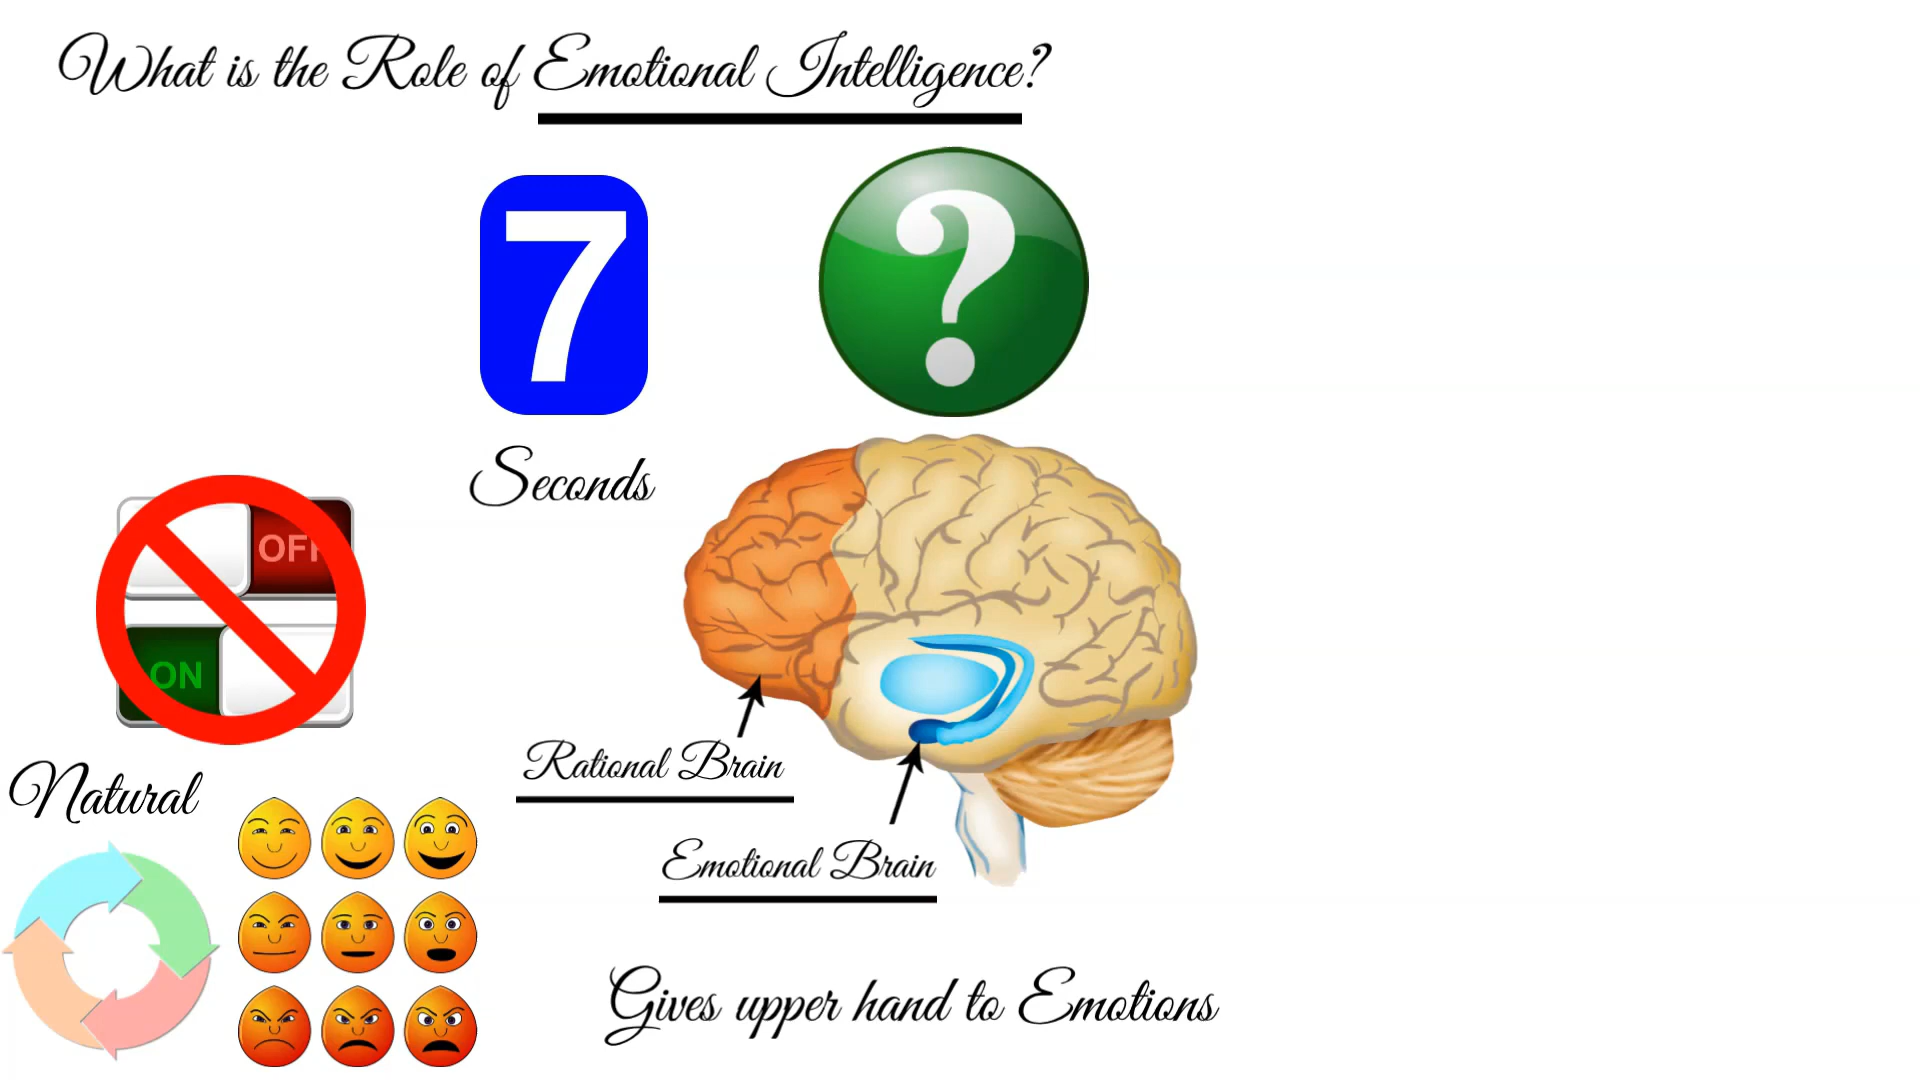 What is the Role of Emotional Intelligence?
7
?
Seconds
OFF
ON
Rational Brain
Natural
Emotional Brain
Gives upper hand to Emotions